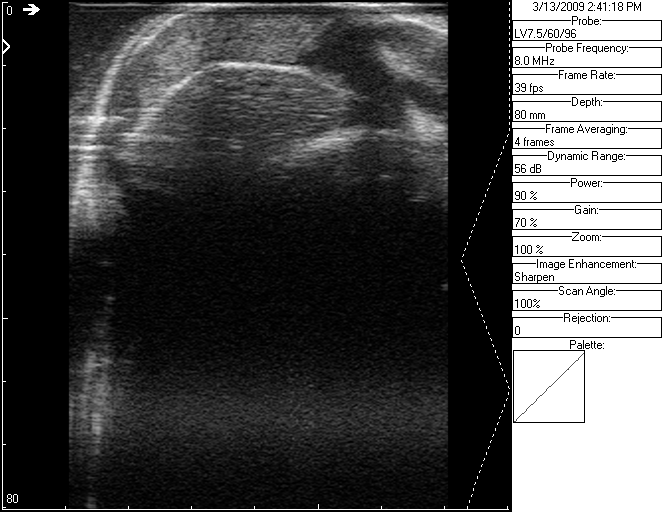 0
80
3/13/2009 2:41:18 PM
Probe:
LV7.5/60/96
Probe Frequency:
8.0 MHz
Frame Rate:
39 fps
Depth:
80 mm
Frame Averaging:
4 frames
Dynamic Range:
56 dB
Power:
90 %
Gain:
70 %
Zoom:
100 %
Image Enhancement:
Sharpen
Scan Angle:
100%
Rejection:
0
Palette: